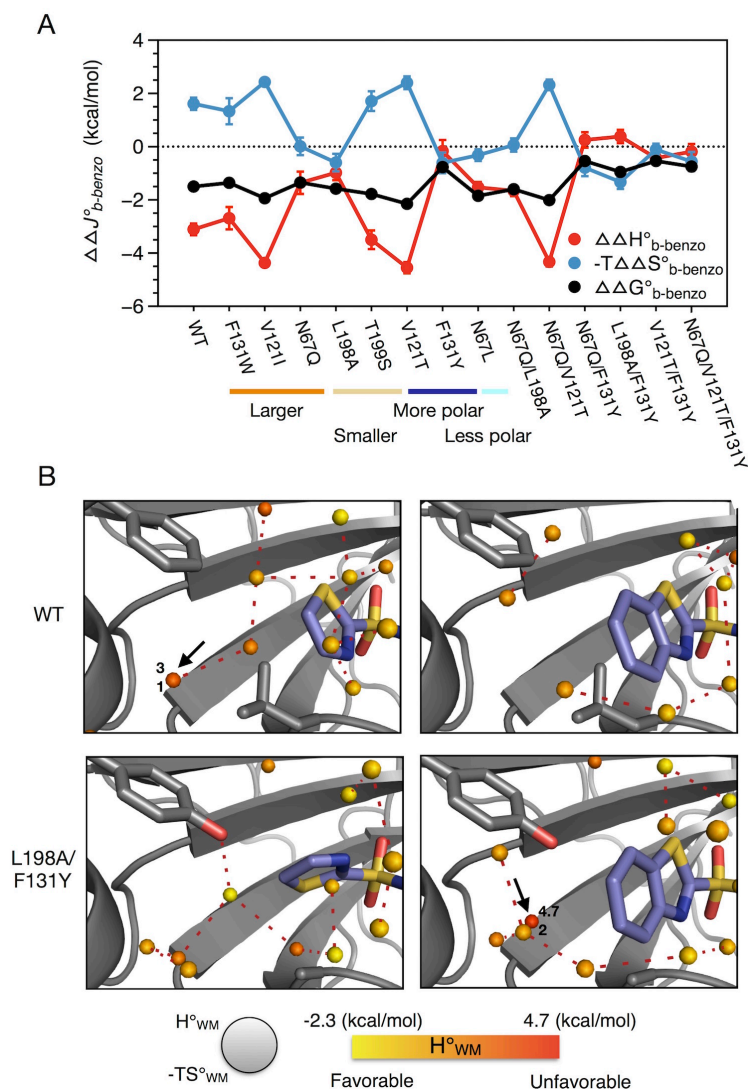 A
ΔΔJ°b-benzo (kcal/mol)
4
2
0
−2
−4
−6
ΔΔH°b-benzo
-TΔΔS°b-benzo
ΔΔG°b-benzo
WT
F131W
V121I
N67Q
L198A
T199S
V121T
F131Y
N67L
N67Q/L198A
N67Q/V121T
N67Q/F131Y
L198A/F131Y
V121T/F131Y
N67Q/V121T/F131Y
Larger
More polar
Smaller
Less polar
B
WT
3
1
L198A/
F131Y
4.7
2
H°WM
-TS°WM
-2.3 (kcal/mol)
4.7 (kcal/mol)
H°WM
Favorable
Unfavorable